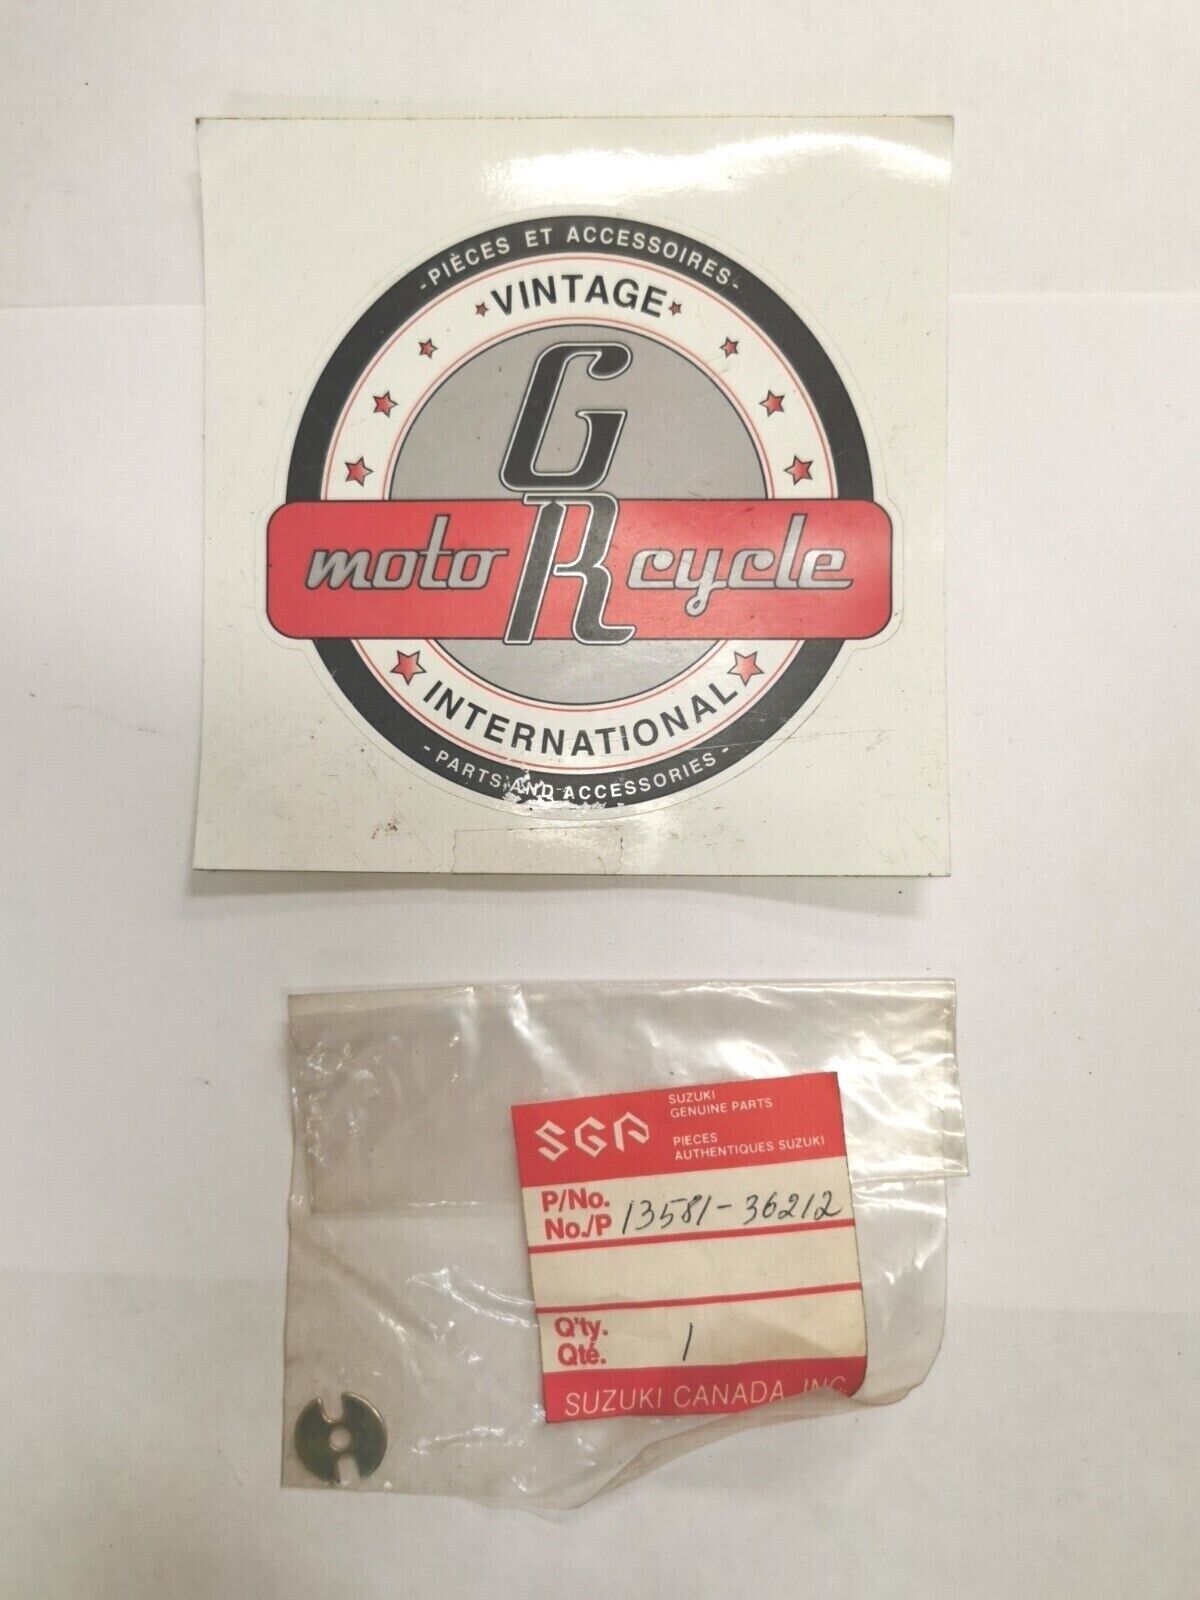 -PIÈCES ET ACCESSOIRES-
VINTAGE
GR
moto cycle
INTERNATIONAL
- PARTS AND ACCESSORIES -
SGP
SUZUKI
GENUINE PARTS
PIECES
AUTHENTIQUES SUZUKI
P/No.
No./P 13581-36212
Q'ty.
Qté. 1
SUZUKI CANADA INC.